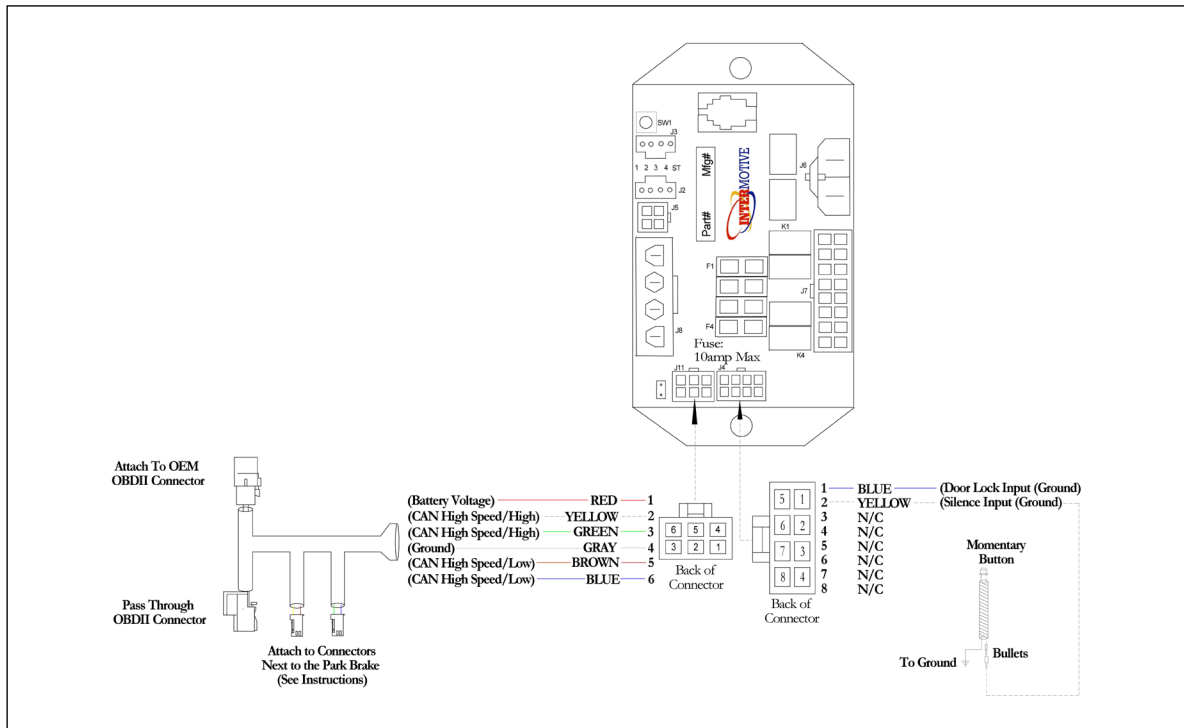 SW1
J3
1 2 3 4 ST
J2
J5
Mfg#
Part#
INTERMOTIVE
J6
K1
F1
J7
F4
J8
K4
Fuse:
10amp Max
J11
J4
Attach To OEM
OBDII Connector
Pass Through
OBDII Connector
Attach to Connectors
Next to the Park Brake
(See Instructions)
(Battery Voltage) RED 1
(CAN High Speed/High) YELLOW 2
(CAN High Speed/High) GREEN 3
(Ground) GRAY 4
(CAN High Speed/Low) BROWN 5
(CAN High Speed/Low) BLUE 6
6 5 4
3 2 1
Back of
Connector
5 1
6 2
7 3
8 4
Back of
Connector
1 BLUE (Door Lock Input (Ground)
2 YELLOW (Silence Input (Ground)
3 N/C
4 N/C
5 N/C
6 N/C
7 N/C
8 N/C
Momentary
Button
To Ground
Bullets